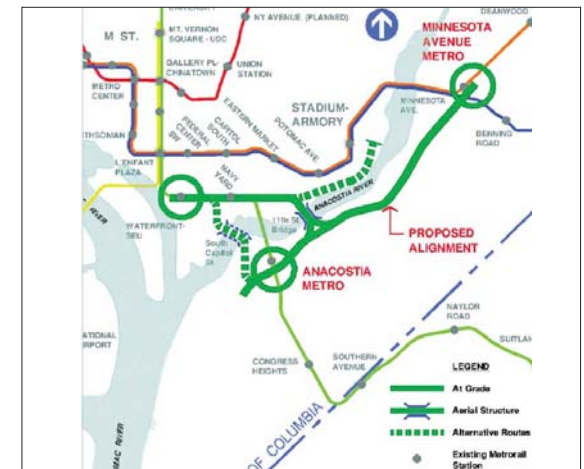 NY AVENUE (PLANNED)
DEANWOOD
M ST.
MT. VERNON
SQUARE - UDC
MINNESOTA
AVENUE
METRO
GALLERY PL-
CHINATOWN
UNION
STATION
METRO
CENTER
STADIUM-
ARMORY
MINNESOTA
AVE.
EASTERN MARKET
CAPITOL
SOUTH
FEDERAL
CENTER
SW
POTOMAC AVE.
BENNING
ROAD
L'ENFANT
PLAZA
NAVY
YARD
ANACOSTIA RIVER
11th St.
Bridge
PROPOSED
ALIGNMENT
WATERFRONT-
South
Capitol
ANACOSTIA
METRO
NAYLOR
ROAD
CONGRESS
HEIGHTS
SOUTHERN
AVENUE
OF COLUMBIA
LEGEND
At Grade
Aerial Structure
Alternative Routes
Existing Metrorail
Station